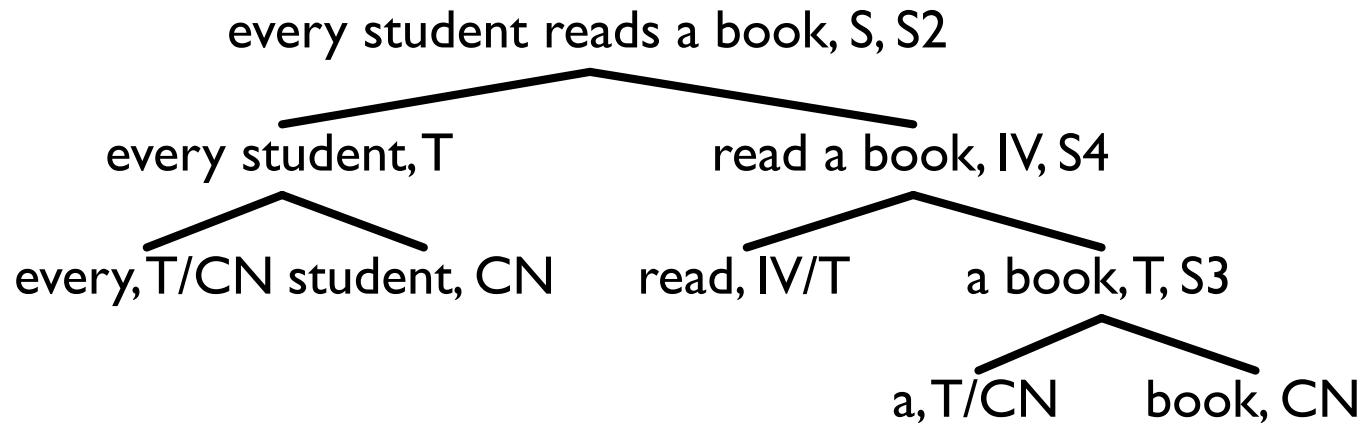 every student reads a book, S, S2
every student, T read a book, IV, S4
every, T/CN student, CN read, IV/T a book, T, S3
a, T/CN book, CN